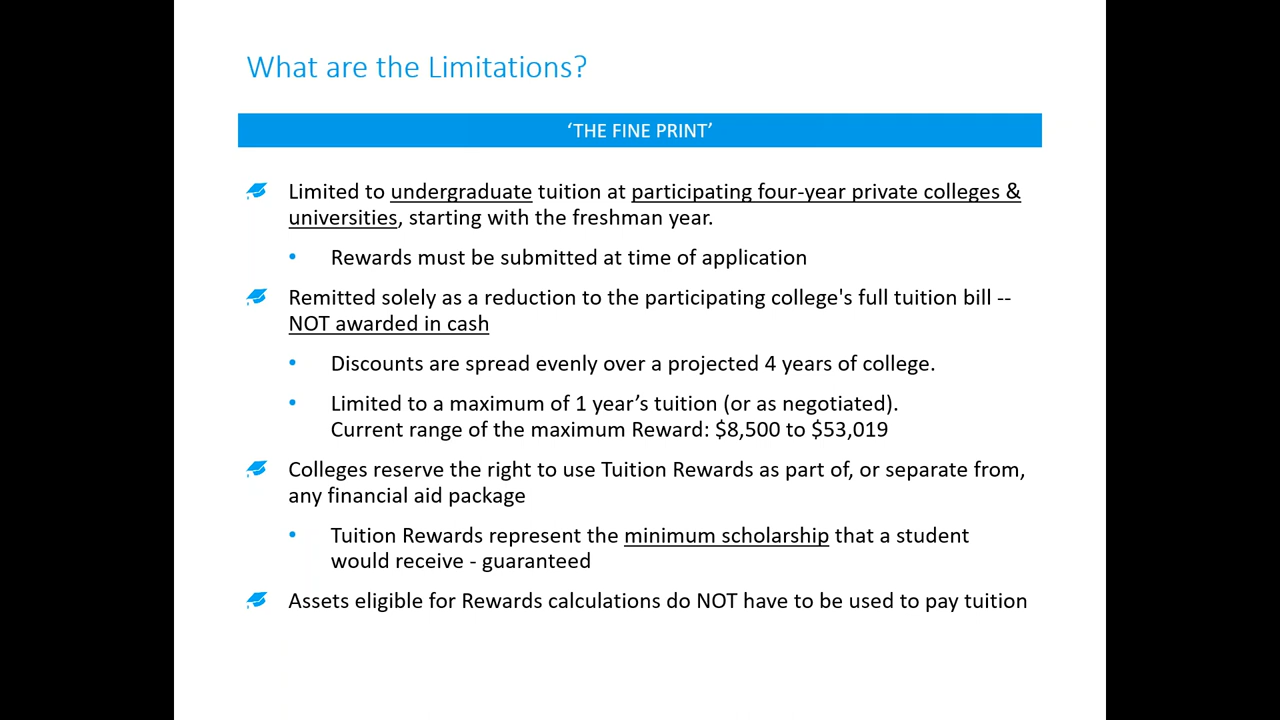 What are the Limitations?
‘THE FINE PRINT’
Limited to undergraduate tuition at participating four-year private colleges &
universities, starting with the freshman year.
• Rewards must be submitted at time of application
Remitted solely as a reduction to the participating college's full tuition bill --
NOT awarded in cash
• Discounts are spread evenly over a projected 4 years of college.
• Limited to a maximum of 1 year’s tuition (or as negotiated).
Current range of the maximum Reward: $8,500 to $53,019
Colleges reserve the right to use Tuition Rewards as part of, or separate from,
any financial aid package
• Tuition Rewards represent the minimum scholarship that a student
would receive - guaranteed
Assets eligible for Rewards calculations do NOT have to be used to pay tuition